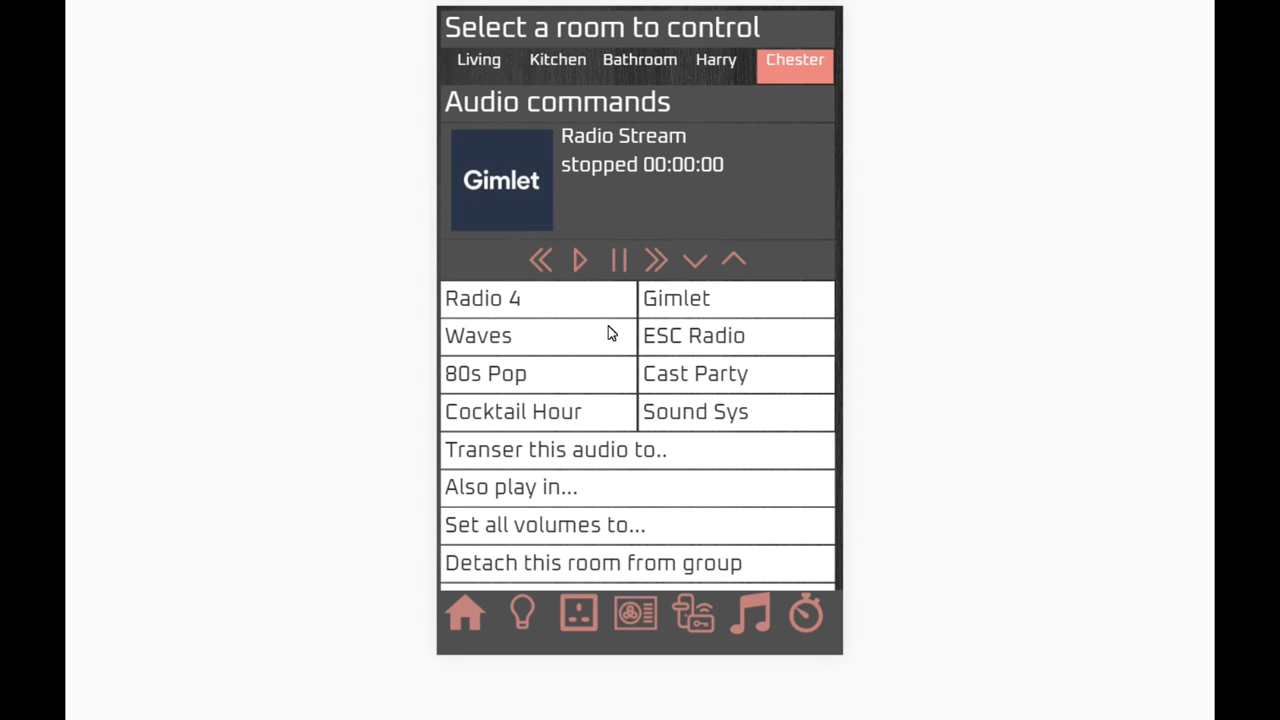 Select a room to control
Living Kitchen Bathroom Harry Chester
Audio commands
Radio Stream
stopped 00:00:00
Gimlet
Radio 4 Gimlet
Waves ESC Radio
80s Pop Cast Party
Cocktail Hour Sound Sys
Transer this audio to..
Also play in...
Set all volumes to...
Detach this room from group